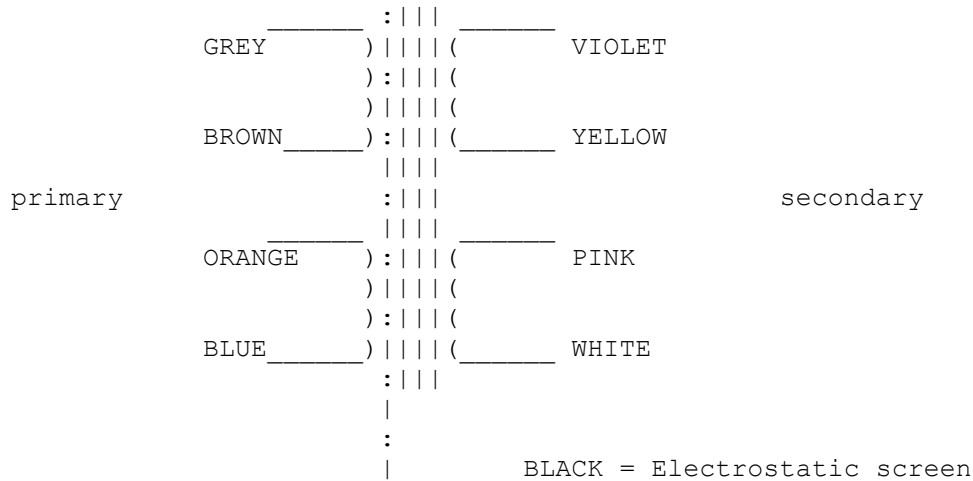 GREY VIOLET
BROWN YELLOW
primary secondary
ORANGE PINK
BLUE WHITE
BLACK = Electrostatic screen